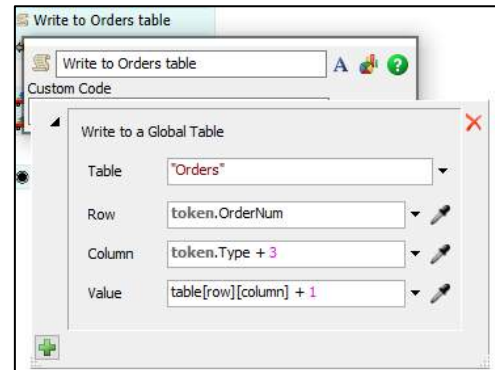 Write to Orders table
Write to Orders table
A
?
Custom Code
Write to a Global Table
Table "Orders"
Row token.OrderNum
Column token.Type + 3
Value table[row][column] + 1